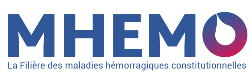 MHEMO
La Filière des maladies hémorragiques constitutionnelles